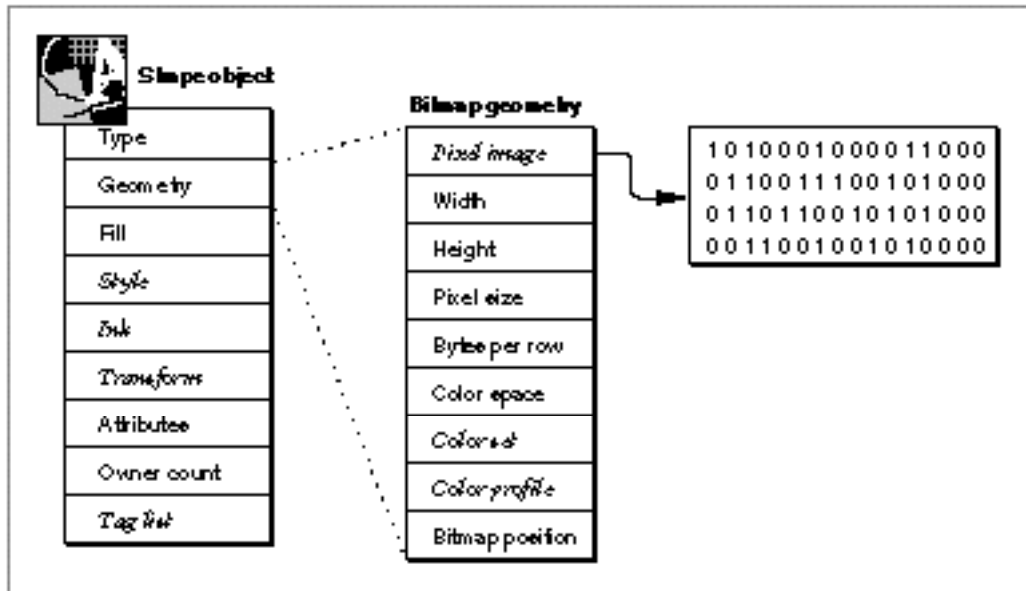 Shape object
Type
Geometry
Fill
Style
Ink
Transform
Attributes
Owner count
Tag list
Bitmap geometry
Pixel image
Width
Height
Pixel size
Bytes per row
Color space
Color set
Color profile
Bitmap position
1 0 1 0 0 0 1 0 0 0 0 1 1 0 0 0
0 1 1 0 0 1 1 1 0 0 1 0 1 0 0 0
0 1 1 0 1 1 0 0 1 0 1 0 1 0 0 0
0 0 1 1 0 0 1 0 0 1 0 1 0 0 0 0